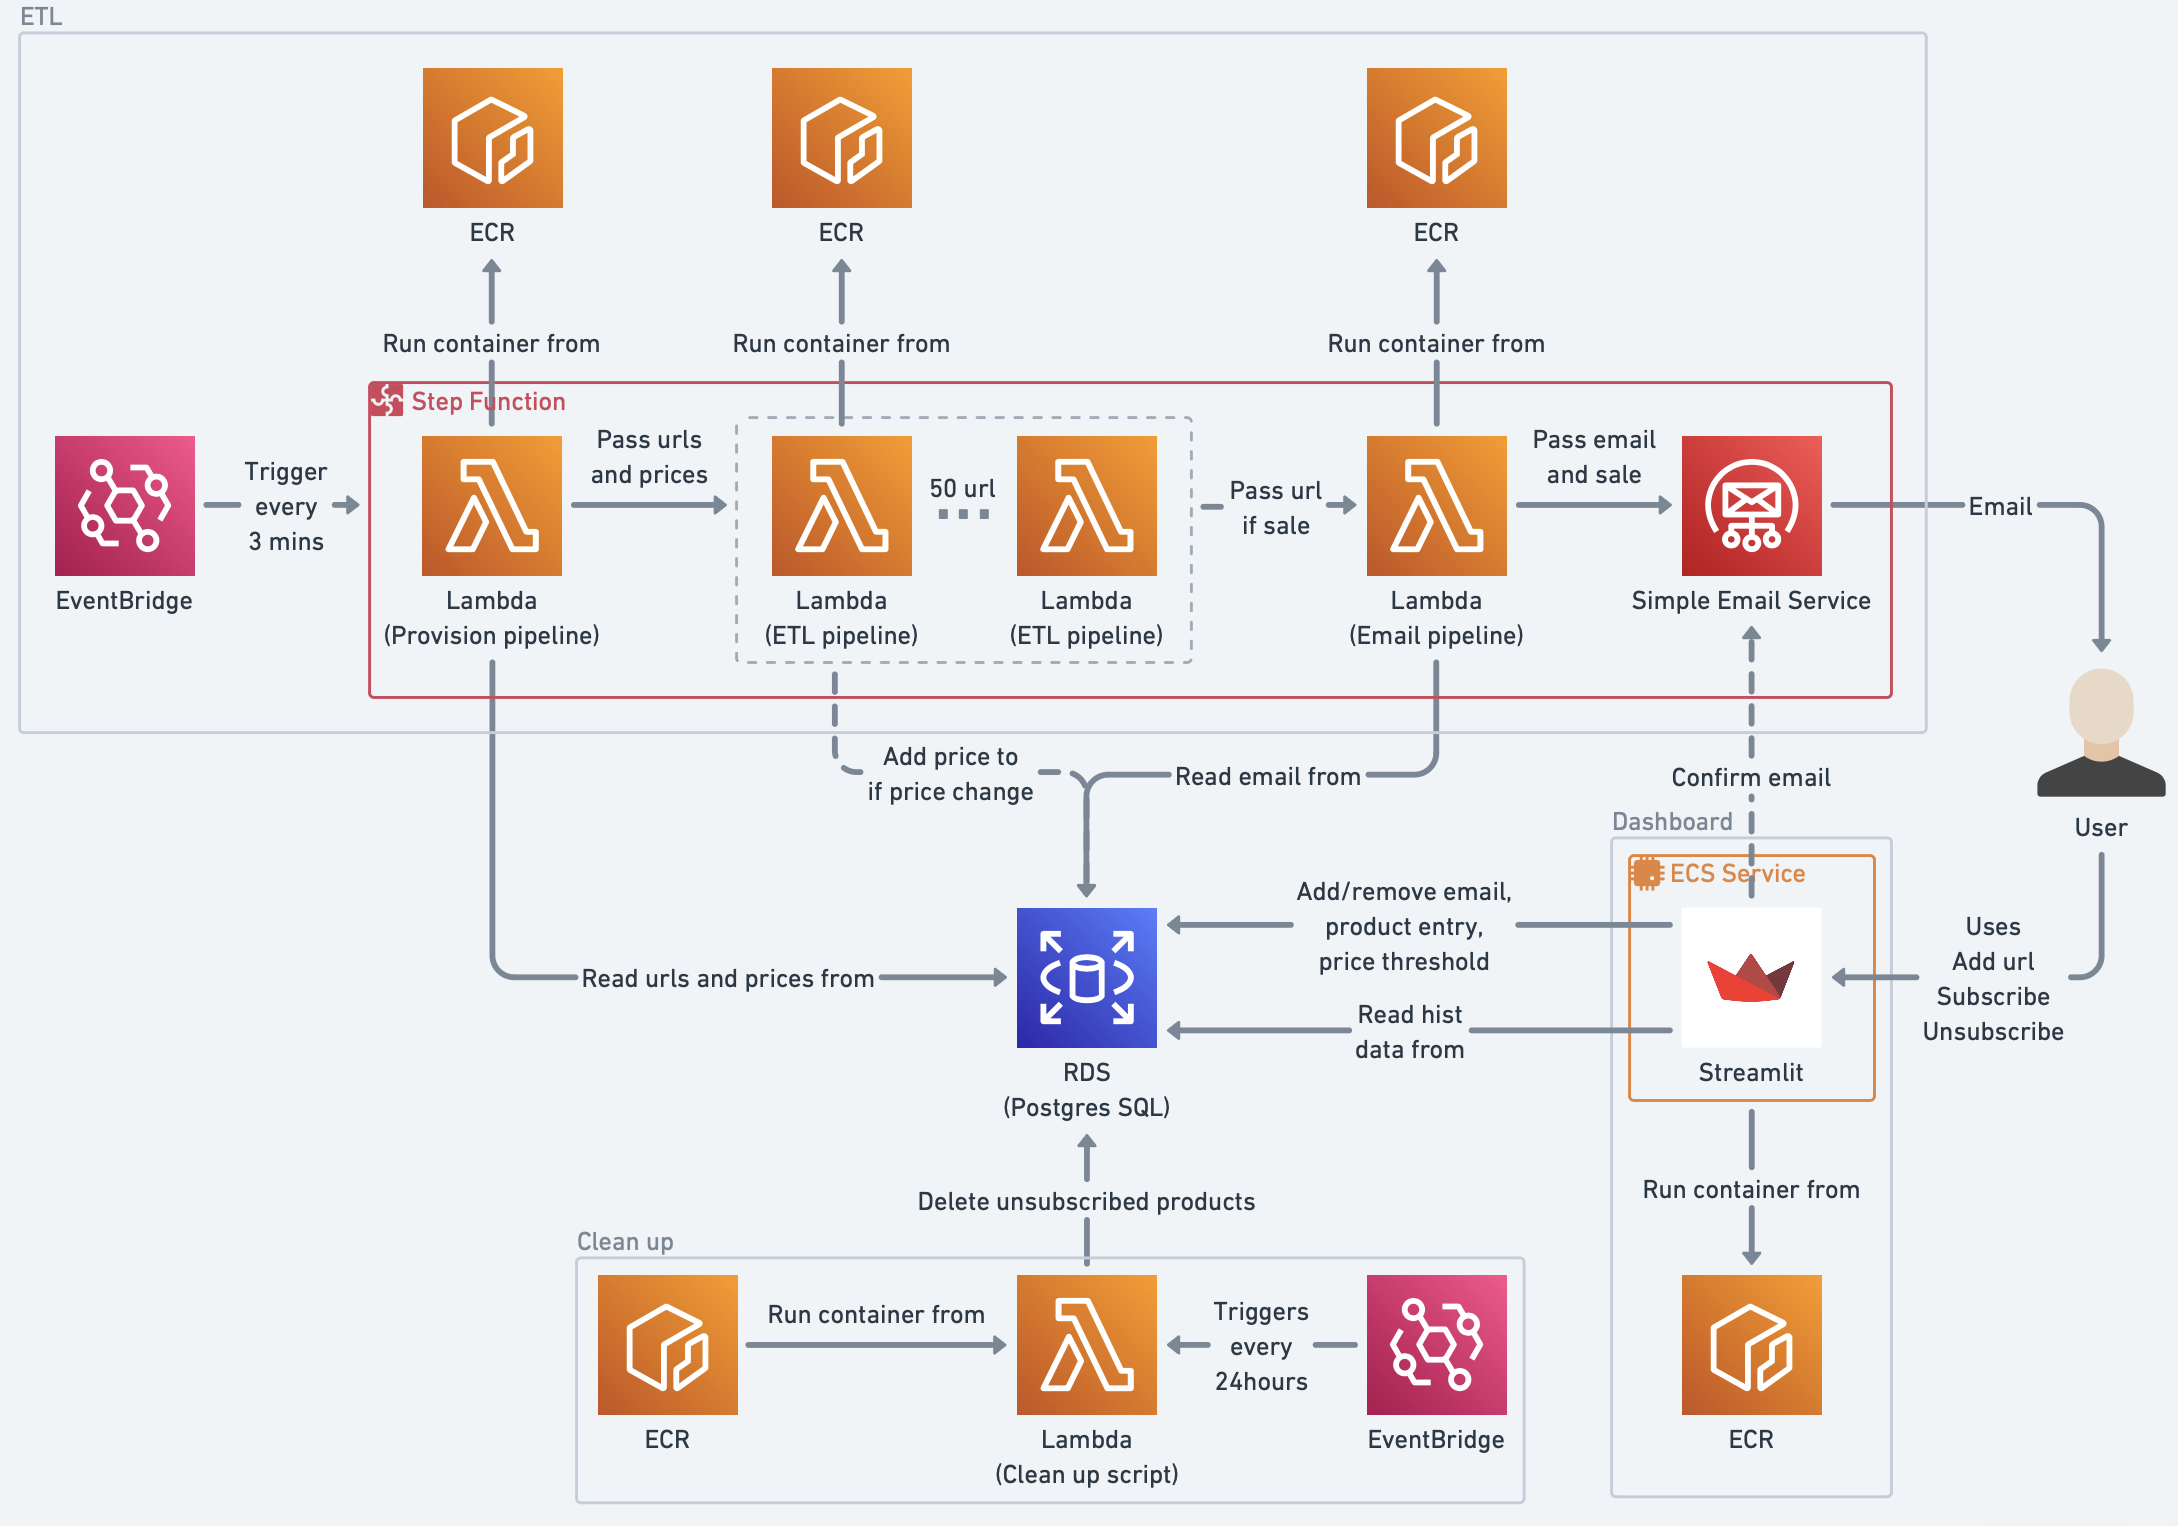 ETL
ECR
ECR
ECR
Run container from
Run container from
Run container from
Step Function
Trigger
every
3 mins
EventBridge
Pass urls
and prices
50 url
Pass url
if sale
Pass email
and sale
Email
Lambda
(Provision pipeline)
Lambda
(ETL pipeline)
Lambda
(ETL pipeline)
Lambda
(Email pipeline)
Simple Email Service
Add price to
if price change
Read email from
Confirm email
User
Dashboard
ECS Service
Add/remove email,
product entry,
price threshold
Uses
Add url
Subscribe
Unsubscribe
Read urls and prices from
Read hist
data from
RDS
(Postgres SQL)
Streamlit
Delete unsubscribed products
Run container from
Clean up
Run container from
Triggers
every
24hours
ECR
Lambda
(Clean up script)
EventBridge
ECR